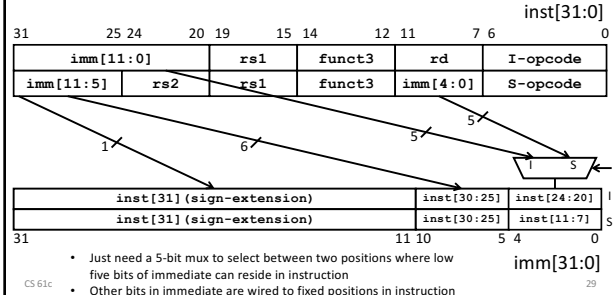 inst[31:0]
31 25 24 20 19 15 14 12 11 7 6 0
imm[11:0] rs1 funct3 rd I-opcode
imm[11:5] rs2 rs1 funct3 imm[4:0] S-opcode
1 6 5 5
I S
inst[31](sign-extension) inst[30:25] inst[24:20] I
inst[31](sign-extension) inst[30:25] inst[11:7] S
31 11 10 5 4 0
imm[31:0]
• Just need a 5-bit mux to select between two positions where low
five bits of immediate can reside in instruction
• Other bits in immediate are wired to fixed positions in instruction
CS 61c 29